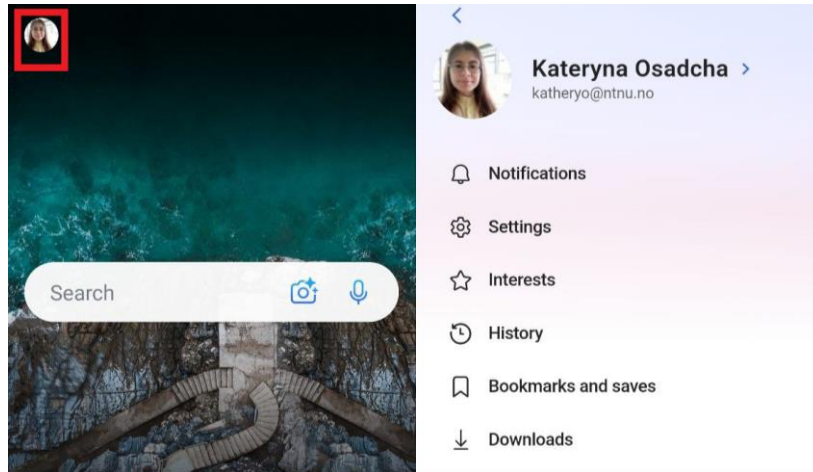 Search
Kateryna Osadcha
katheryo@ntnu.no
Notifications
Settings
Interests
History
Bookmarks and saves
Downloads